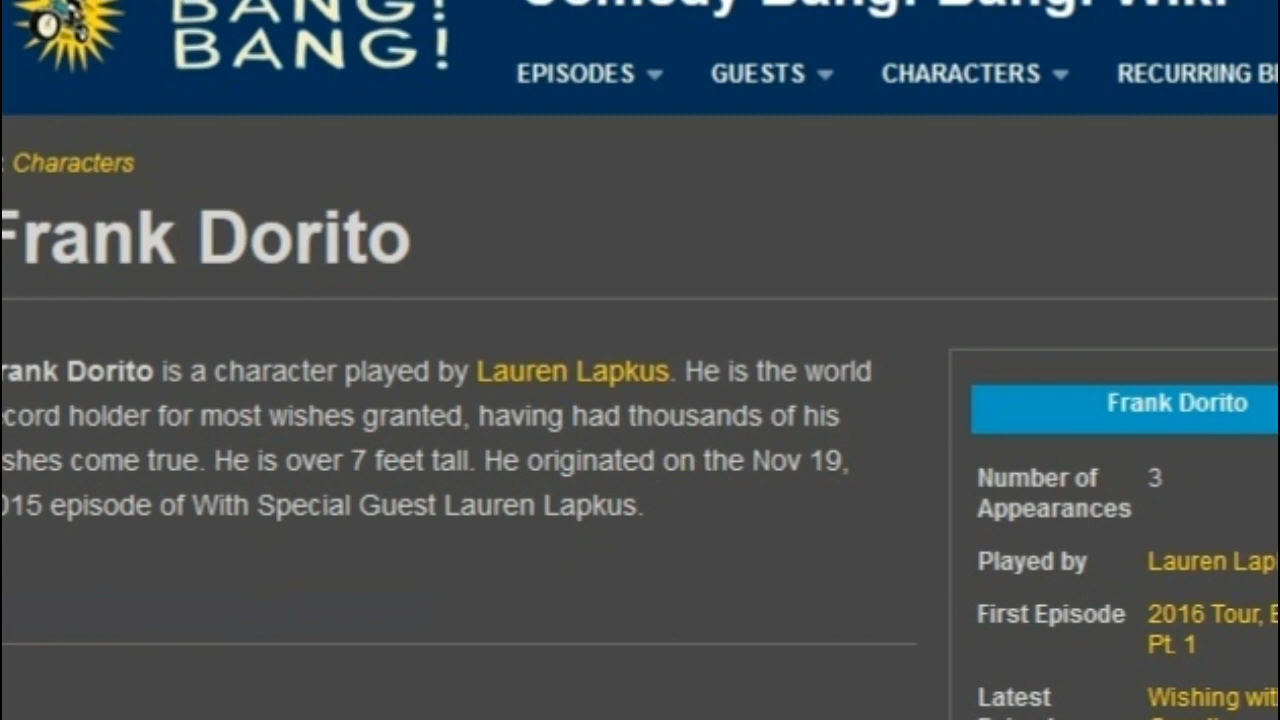 BANG!
BANG!
Comedy Bang! Bang! Wiki
EPISODES
GUESTS
CHARACTERS
RECURRING B
: Characters
Frank Dorito
rank Dorito is a character played by Lauren Lapkus. He is the world
cord holder for most wishes granted, having had thousands of his
shes come true. He is over 7 feet tall. He originated on the Nov 19,
015 episode of With Special Guest Lauren Lapkus.
Frank Dorito
Number of 3
Appearances
Played by Lauren Lap
First Episode 2016 Tour, E
Pt. 1
Latest Wishing wit